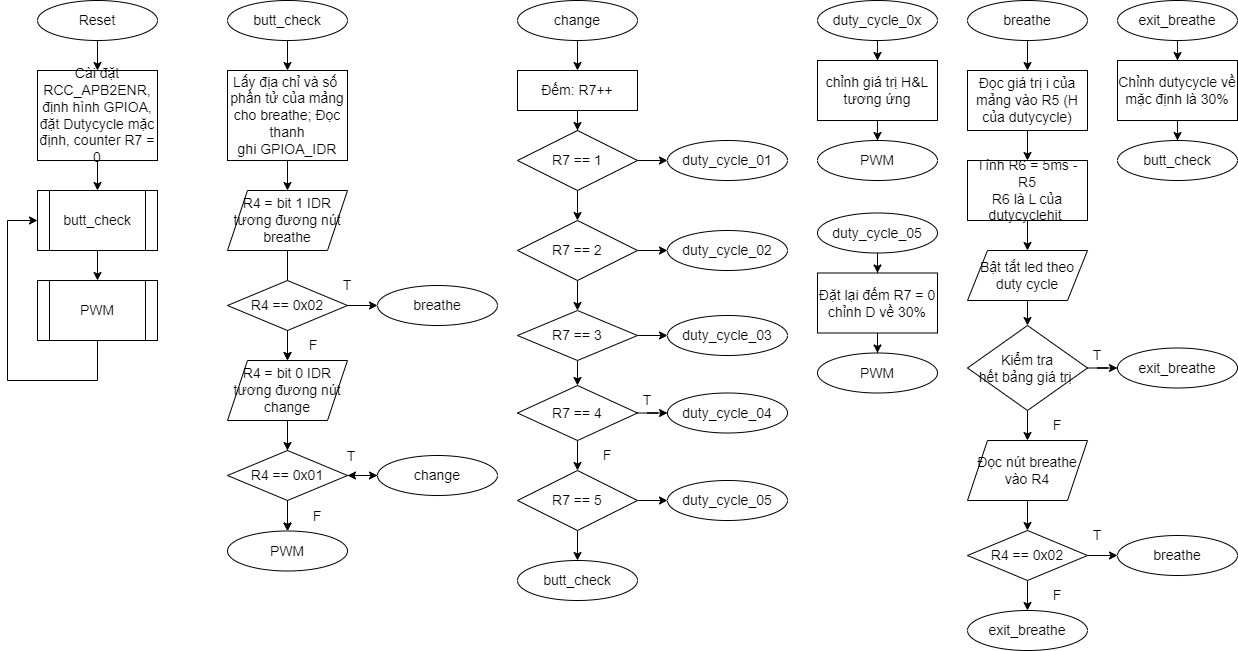 Reset
Cài đặt
RCC_APB2ENR,
định hình GPIOA,
đặt Dutycycle mặc
định, counter R7 =
0
butt_check
PWM
butt_check
Lấy địa chỉ và số
phần tử của mảng
cho breathe; Đọc
thanh
ghi GPIOA_IDR
R4 = bit 1 IDR
tương đương nút
breathe
R4 == 0x02
T
breathe
F
R4 = bit 0 IDR
tương đương nút
change
R4 == 0x01
T
change
F
PWM
change
Đếm: R7++
R7 == 1
duty_cycle_01
R7 == 2
duty_cycle_02
R7 == 3
duty_cycle_03
R7 == 4
T
duty_cycle_04
F
R7 == 5
duty_cycle_05
butt_check
duty_cycle_0x
chỉnh giá trị H&L
tương ứng
PWM
duty_cycle_05
Đặt lại đếm R7 = 0
chỉnh D về 30%
PWM
breathe
Đọc giá trị i của
mảng vào R5 (H
của dutycycle)
Tính R6 = 5ms -
R5
R6 là L của
dutycyclehit
Bật tắt led theo
duty cycle
Kiểm tra
hết bảng giá trị
T
exit_breathe
F
Đọc nút breathe
vào R4
R4 == 0x02
T
breathe
F
exit_breathe
exit_breathe
Chỉnh dutycycle về
mặc định là 30%
butt_check